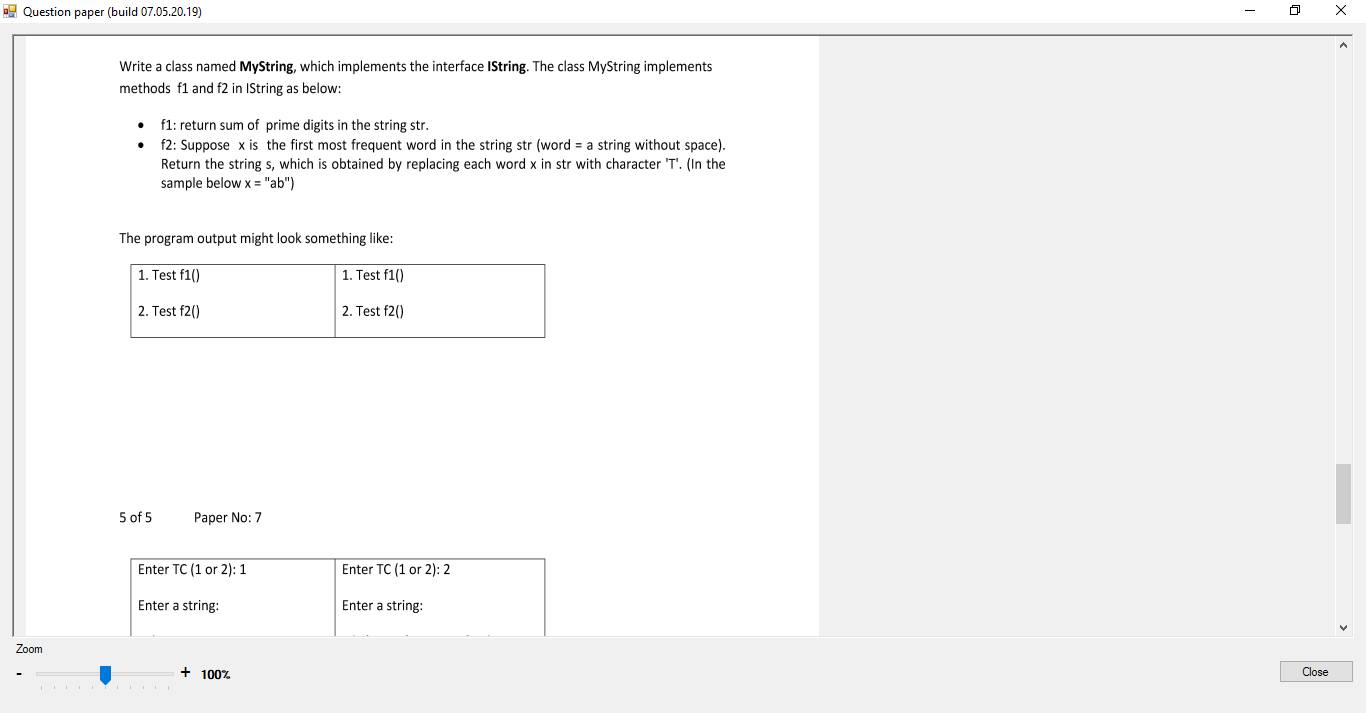 Question paper (build 07.05.20.19)
Write a class named MyString, which implements the interface IString. The class MyString implements
methods f1 and f2 in IString as below:
• f1: return sum of prime digits in the string str.
• f2: Suppose x is the first most frequent word in the string str (word = a string without space).
Return the string s, which is obtained by replacing each word x in str with character 'T'. (In the
sample below x = "ab")
The program output might look something like:
1. Test f1() 1. Test f1()
2. Test f2() 2. Test f2()
5 of 5 Paper No: 7
Enter TC (1 or 2): 1 Enter TC (1 or 2): 2
Enter a string: Enter a string:
Zoom
- + 100%
Close